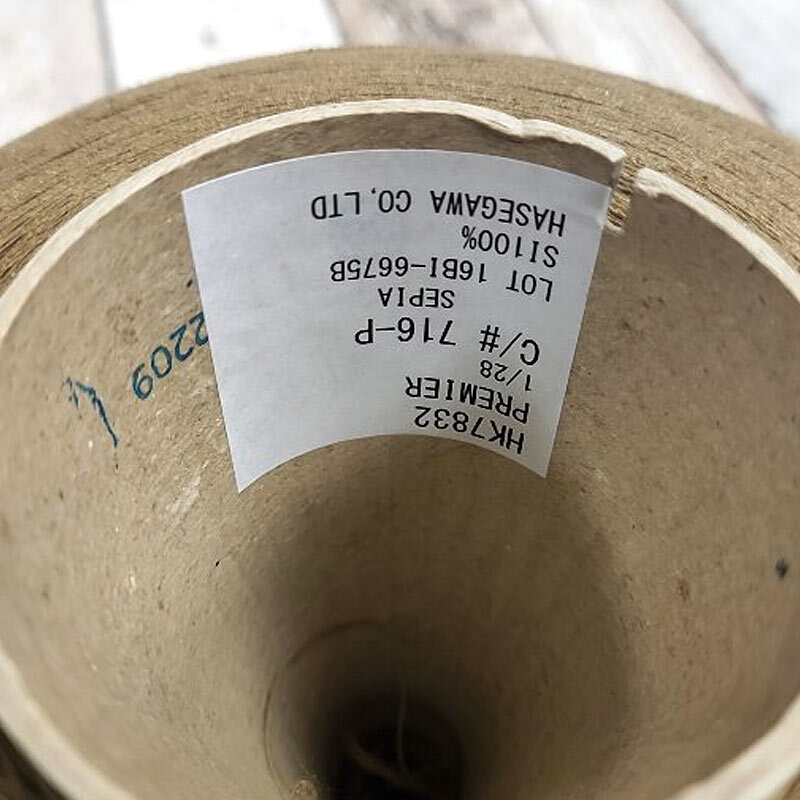 HK7832
PREMIER
1/28
C/# 716-P
SEPIA
LOT 16BI-6675B
SI100%
HASEGAWA CO,LTD
2209